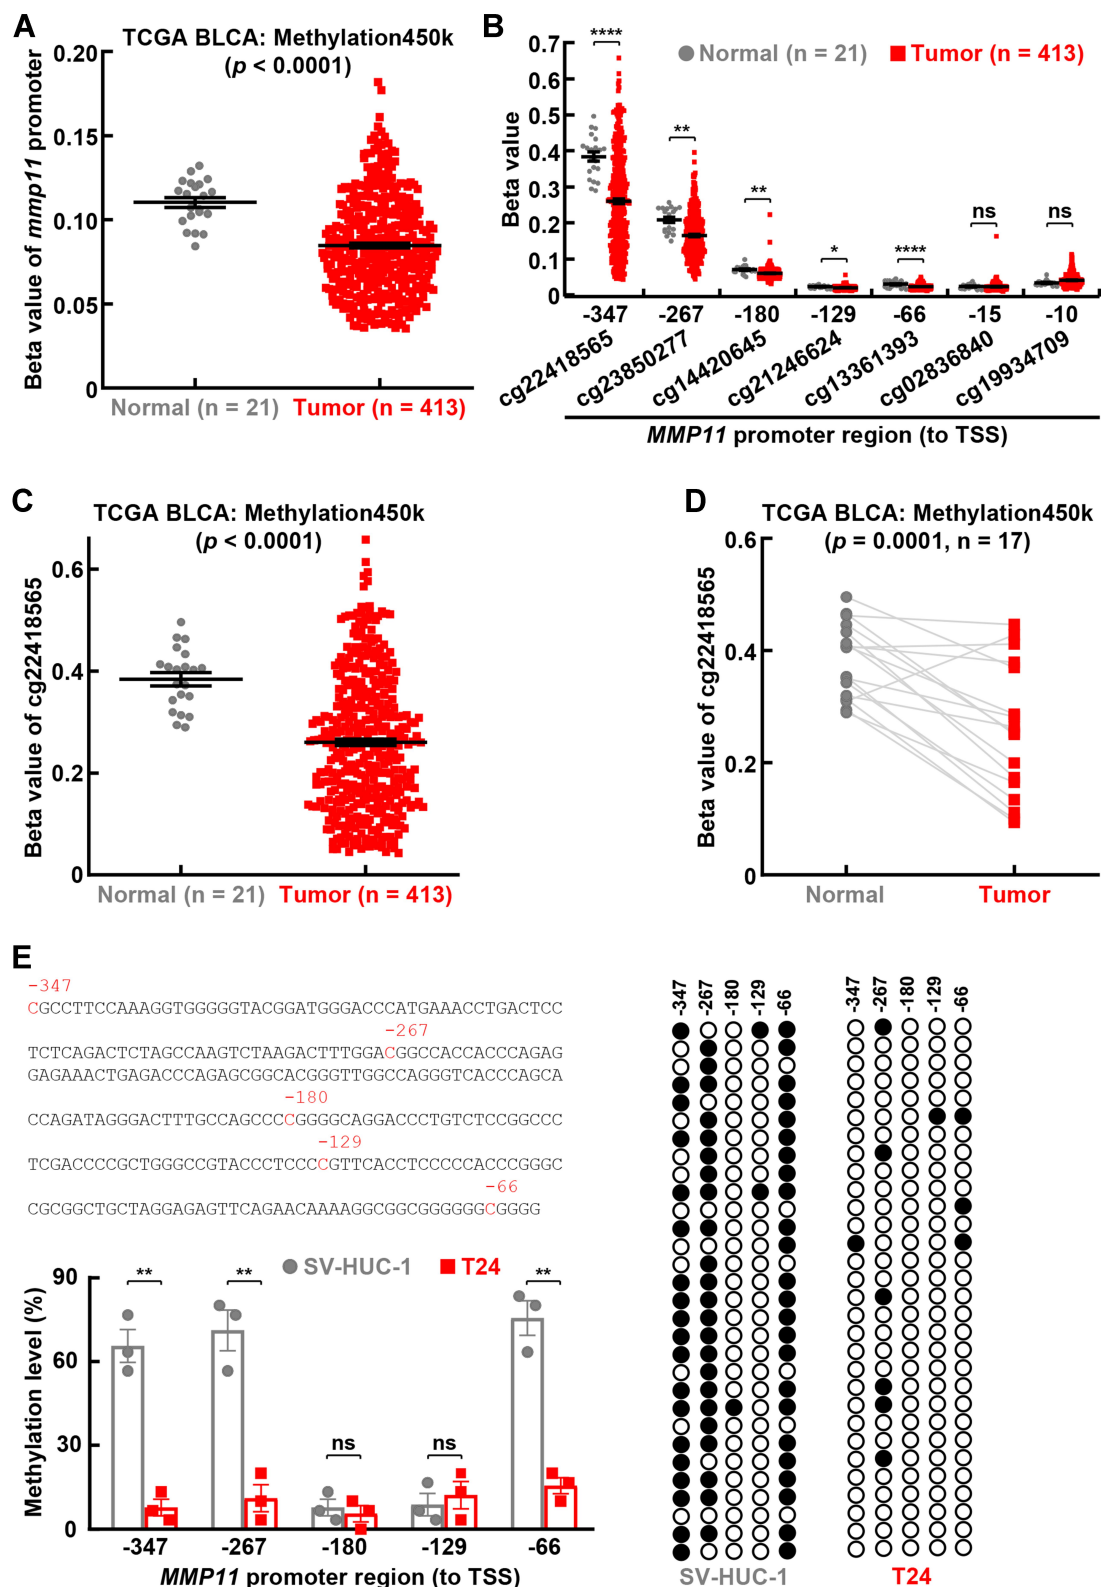 A
TCGA BLCA: Methylation450k
(p < 0.0001)
Beta value of mmp11 promoter
0.20
0.15
0.10
0.05
0
Normal (n = 21)
Tumor (n = 413)
B
Normal (n = 21)
Tumor (n = 413)
Beta value
0.7
0.6
0.5
0.4
0.3
0.2
0.1
0
****
**
**
*
****
ns
ns
-347
-267
-180
-129
-66
-15
-10
cg22418565
cg23850277
cg14420645
cg21246624
cg13361393
cg02836840
cg19934709
MMP11 promoter region (to TSS)
C
TCGA BLCA: Methylation450k
(p < 0.0001)
Beta value of cg22418565
0.6
0.4
0.2
0
Normal (n = 21)
Tumor (n = 413)
D
TCGA BLCA: Methylation450k
(p = 0.0001, n = 17)
Beta value of cg22418565
0.6
0.4
0.2
0
Normal
Tumor
E
-347
CGCCTTCCAAAGGTGGGGGTACGGATGGGACCCATGAAACCTGACTCC
-267
TCTCAGACTCTAGCCAAGTCTAAGACTTTGGACGGCCACCACCCAGAG
GAGAAACTGAGACCCAGAGCGGCACGGGTTGGCCAGGGTCACCCAGCA
-180
CCAGATAGGGACTTTGCCAGCCCCGGGGCAGGACCCTGTCTCCGGCCC
-129
TCGACCCCGCTGGGCCGTACCCTCCCCGTTCACCTCCCCCACCCGGGC
-66
CGCGGCTGCTAGGAGAGTTCAGAACAAAAGGCGGCGGGGGGCGGGG
SV-HUC-1
T24
Methylation level (%)
90
60
30
0
**
**
ns
ns
**
-347
-267
-180
-129
-66
MMP11 promoter region (to TSS)
-347
-267
-180
-129
-66
SV-HUC-1
-347
-267
-180
-129
-66
T24